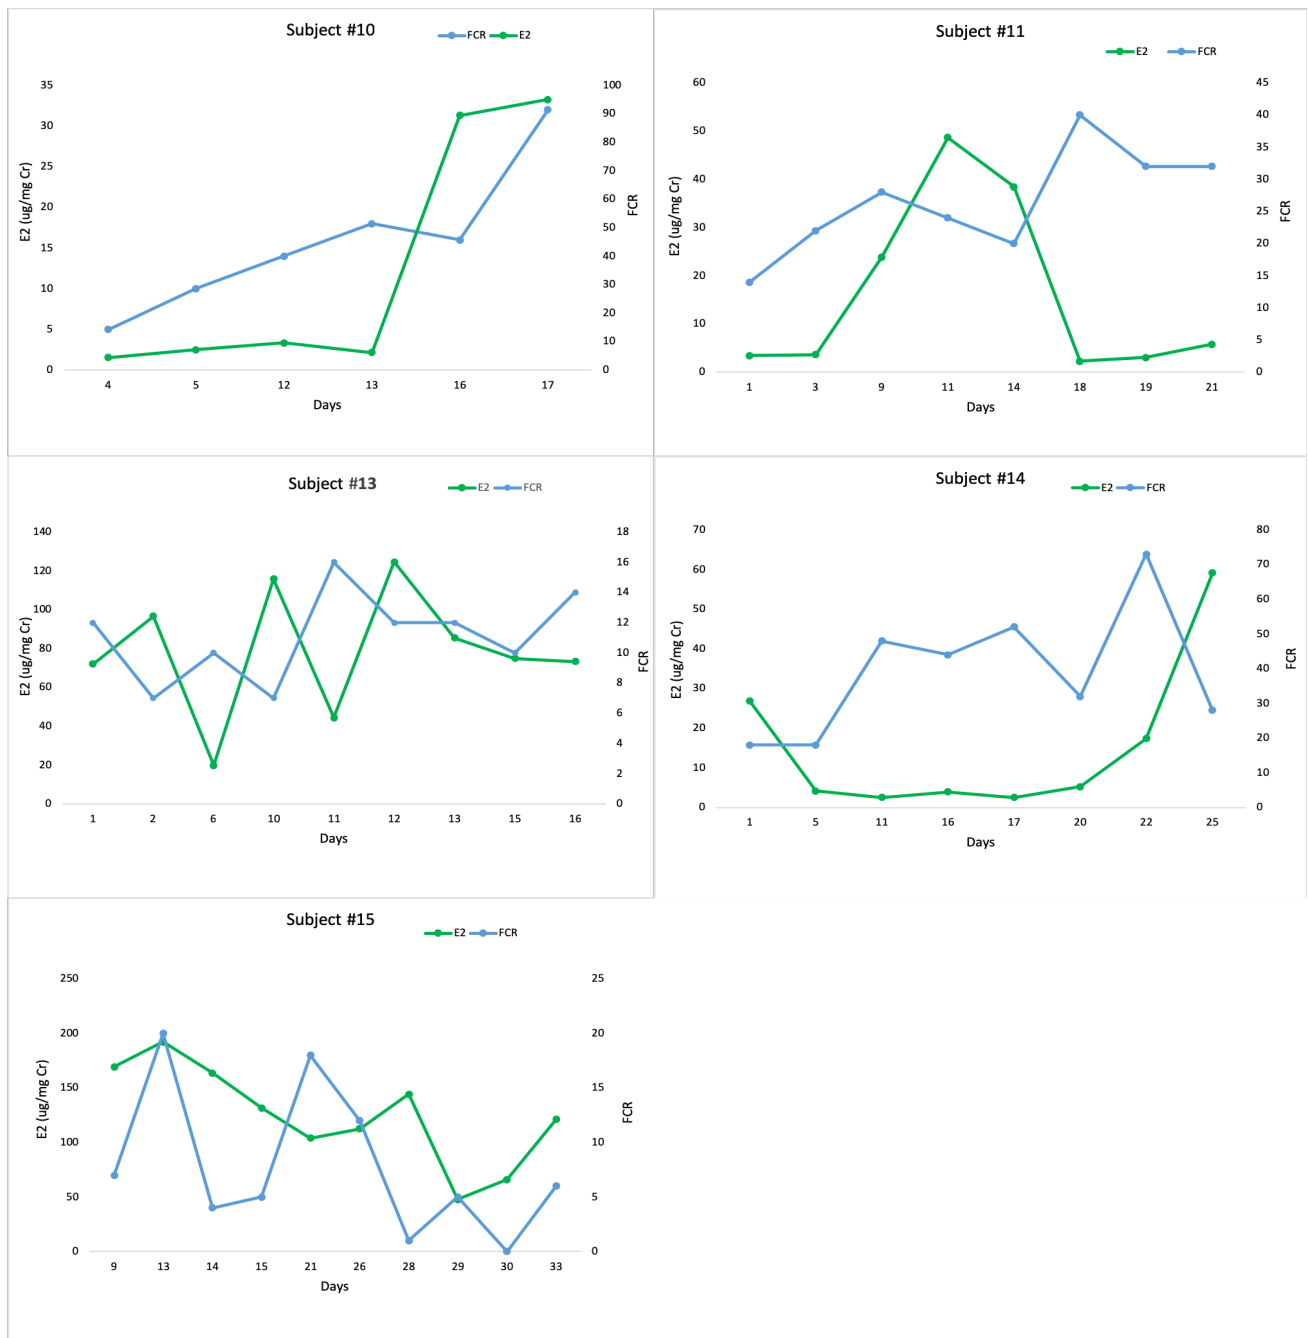 Subject #10
FCR E2
35 100
30 90
25 80
20 70
15 60
10 50
5 40
0 30
20
10
0
E2 (ug/mg Cr)
FCR
4 5 12 13 16 17
Days
Subject #11
E2 FCR
60 45
50 40
40 35
30 30
20 25
10 20
0 15
10
5
0
E2 (ug/mg Cr)
FCR
1 3 9 11 14 18 19 21
Days
Subject #13
E2 FCR
140 18
120 16
100 14
80 12
60 10
40 8
20 6
0 4
2
0
E2 (ug/mg Cr)
FCR
1 2 6 10 11 12 13 15 16
Days
Subject #14
E2 FCR
70 80
60 70
50 60
40 50
30 40
20 30
10 20
0 10
0
E2 (ug/mg Cr)
FCR
1 5 11 16 17 20 22 25
Days
Subject #15
E2 FCR
250 25
200 20
150 15
100 10
50 5
0 0
E2 (ug/mg Cr)
FCR
9 13 14 15 21 26 28 29 30 33
Days